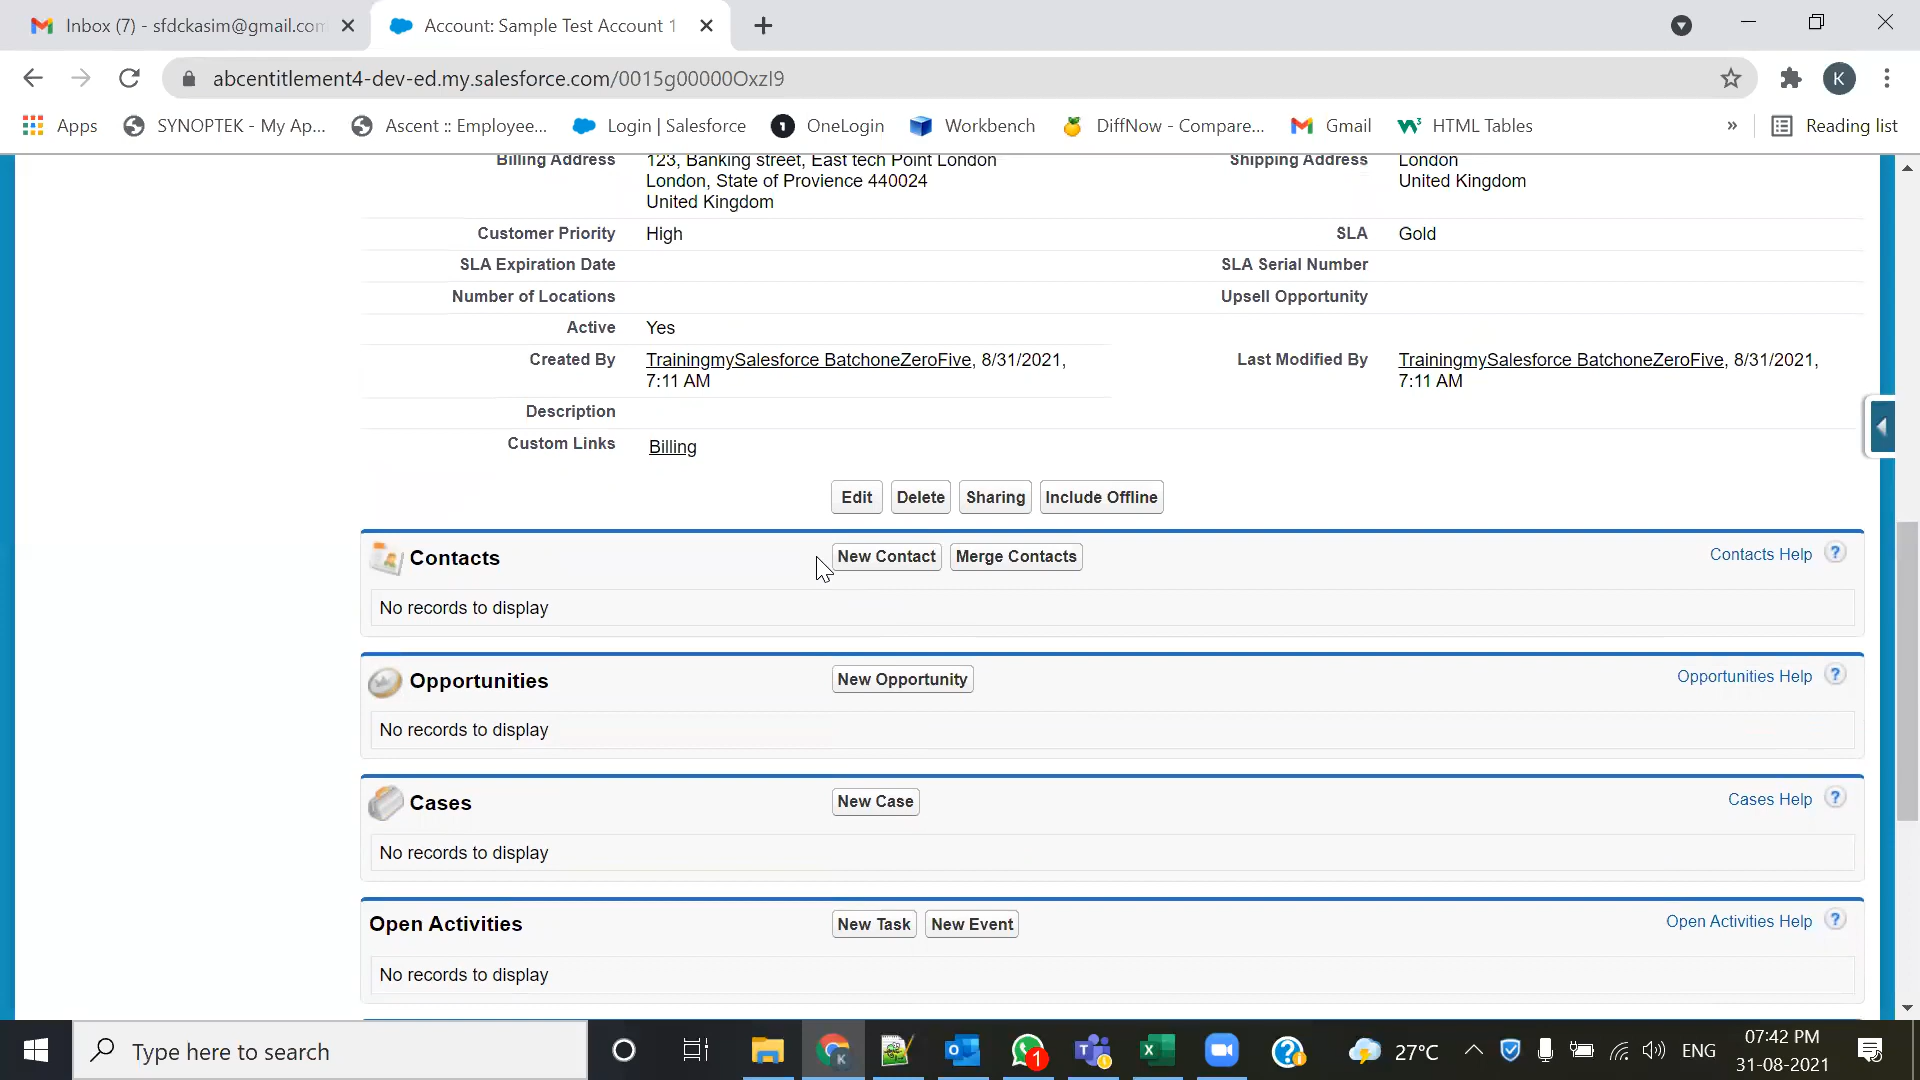 Inbox (7) - sfdckasim@gmail.com
Account: Sample Test Account 1
abcentitlement4-dev-ed.my.salesforce.com/0015g00000OxzI9
K
Apps
SYNOPTEK - My Ap...
Ascent :: Employee...
Login | Salesforce
OneLogin
Workbench
DiffNow - Compare...
Gmail
HTML Tables
»
Reading list
Billing Address
123, Banking street, East tech Point London
London, State of Provience 440024
United Kingdom
Shipping Address
London
United Kingdom
Customer Priority High
SLA Gold
SLA Expiration Date
SLA Serial Number
Number of Locations
Upsell Opportunity
Active Yes
Created By TrainingmySalesforce BatchoneZeroFive, 8/31/2021,
7:11 AM
Last Modified By TrainingmySalesforce BatchoneZeroFive, 8/31/2021,
7:11 AM
Description
Custom Links Billing
Edit Delete Sharing Include Offline
Contacts New Contact Merge Contacts Contacts Help ?
No records to display
Opportunities New Opportunity Opportunities Help ?
No records to display
Cases New Case Cases Help ?
No records to display
Open Activities New Task New Event Open Activities Help ?
No records to display
Type here to search
1
27°C
ENG
07:42 PM
31-08-2021